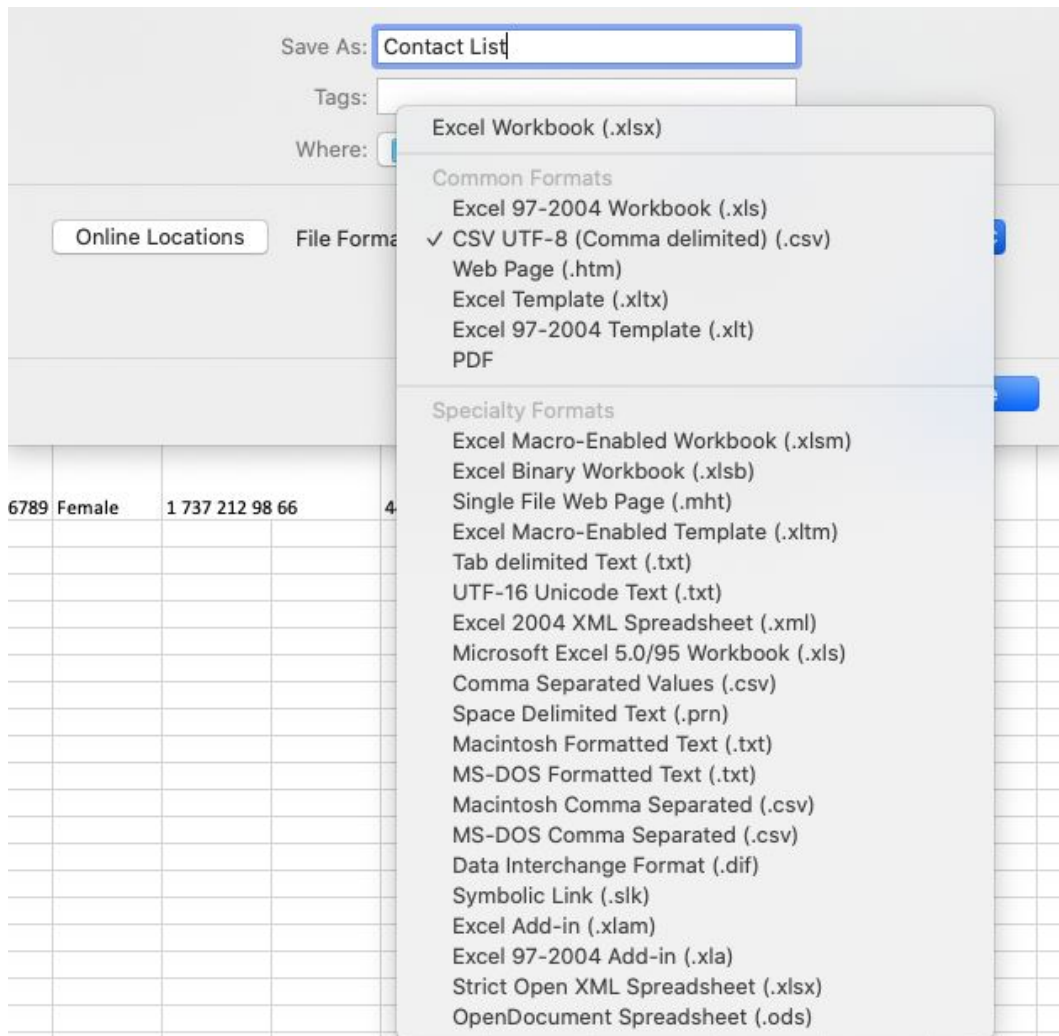 Save As: Contact List
Tags:
Where:
Excel Workbook (.xlsx)
Common Formats
Excel 97-2004 Workbook (.xls)
Online Locations File Forma ✓ CSV UTF-8 (Comma delimited) (.csv)
Web Page (.htm)
Excel Template (.xltx)
Excel 97-2004 Template (.xlt)
PDF
Specialty Formats
Excel Macro-Enabled Workbook (.xlsm)
Excel Binary Workbook (.xlsb)
Single File Web Page (.mht)
6789 Female 1 737 212 98 66 4
Excel Macro-Enabled Template (.xltm)
Tab delimited Text (.txt)
UTF-16 Unicode Text (.txt)
Excel 2004 XML Spreadsheet (.xml)
Microsoft Excel 5.0/95 Workbook (.xls)
Comma Separated Values (.csv)
Space Delimited Text (.prn)
Macintosh Formatted Text (.txt)
MS-DOS Formatted Text (.txt)
Macintosh Comma Separated (.csv)
MS-DOS Comma Separated (.csv)
Data Interchange Format (.dif)
Symbolic Link (.slk)
Excel Add-in (.xlam)
Excel 97-2004 Add-in (.xla)
Strict Open XML Spreadsheet (.xlsx)
OpenDocument Spreadsheet (.ods)